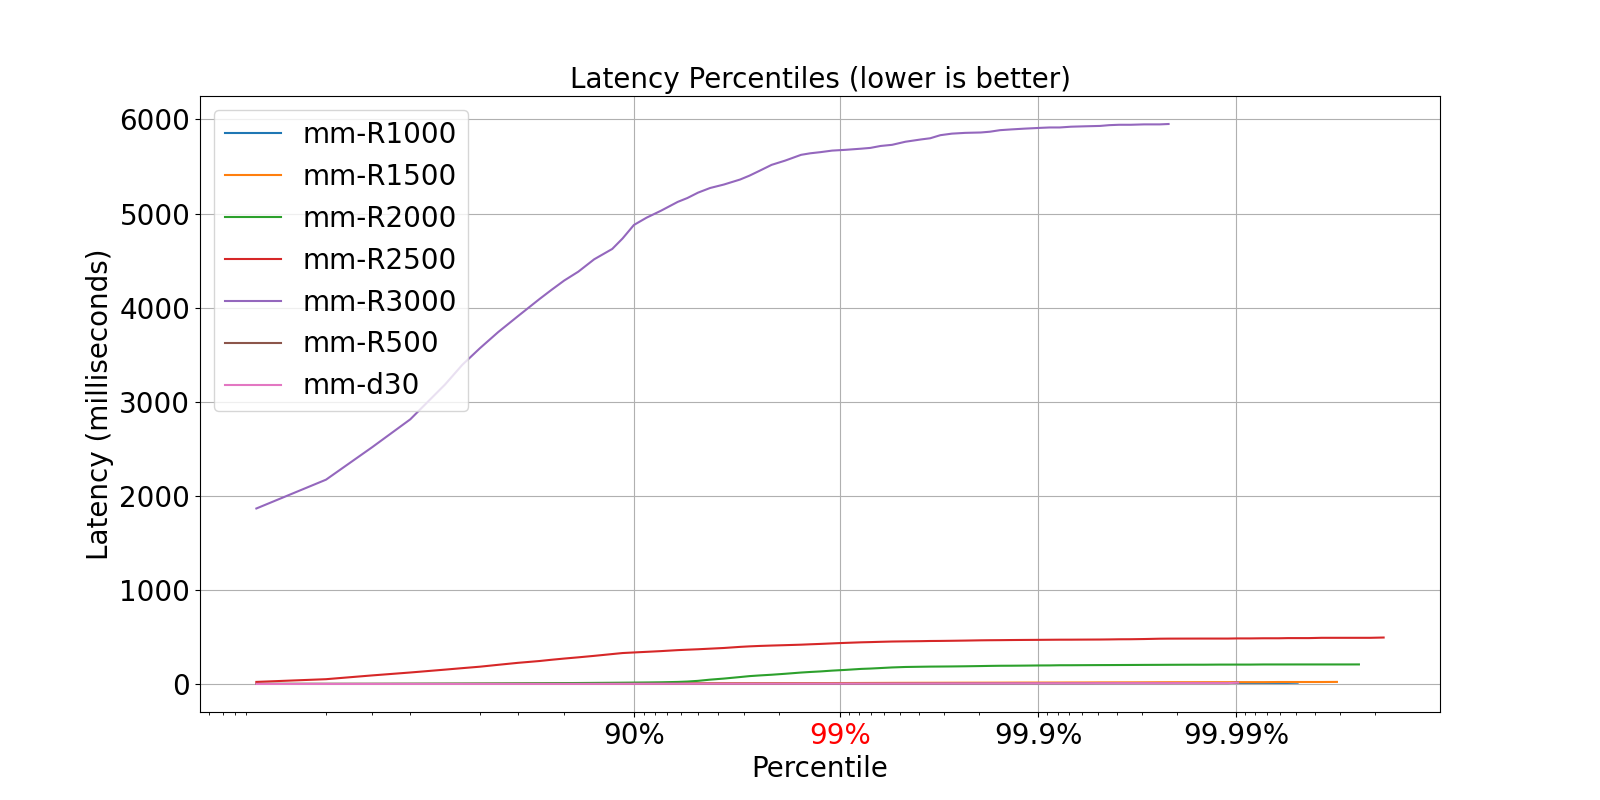 Latency Percentiles (lower is better)
6000
5000
4000
3000
2000
1000
0
Latency (milliseconds)
mm-R1000
mm-R1500
mm-R2000
mm-R2500
mm-R3000
mm-R500
mm-d30
90%
99%
99.9%
99.99%
Percentile